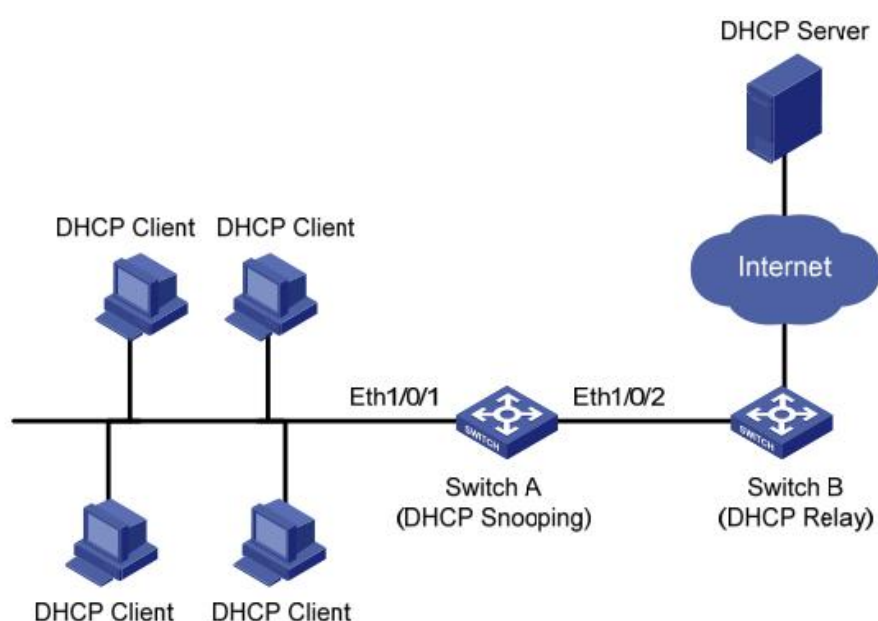 DHCP Server
DHCP Client
DHCP Client
Internet
Eth1/0/1
Eth1/0/2
SWITCH
SWITCH
Switch A
(DHCP Snooping)
Switch B
(DHCP Relay)
DHCP Client
DHCP Client